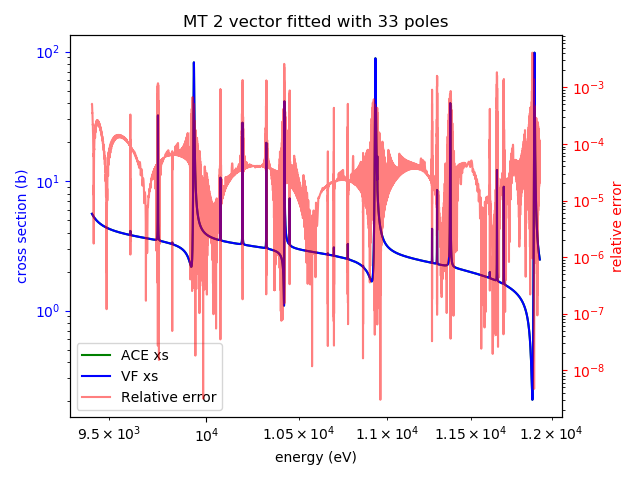 MT 2 vector fitted with 33 poles
10² 10¹ 10⁰
cross section (b)
10⁻³ 10⁻⁴ 10⁻⁵ 10⁻⁶ 10⁻⁷ 10⁻⁸
relative error
ACE xs
VF xs
Relative error
9.5 × 10³ 10⁴ 1.05 × 10⁴ 1.1 × 10⁴ 1.15 × 10⁴ 1.2 × 10⁴
energy (eV)